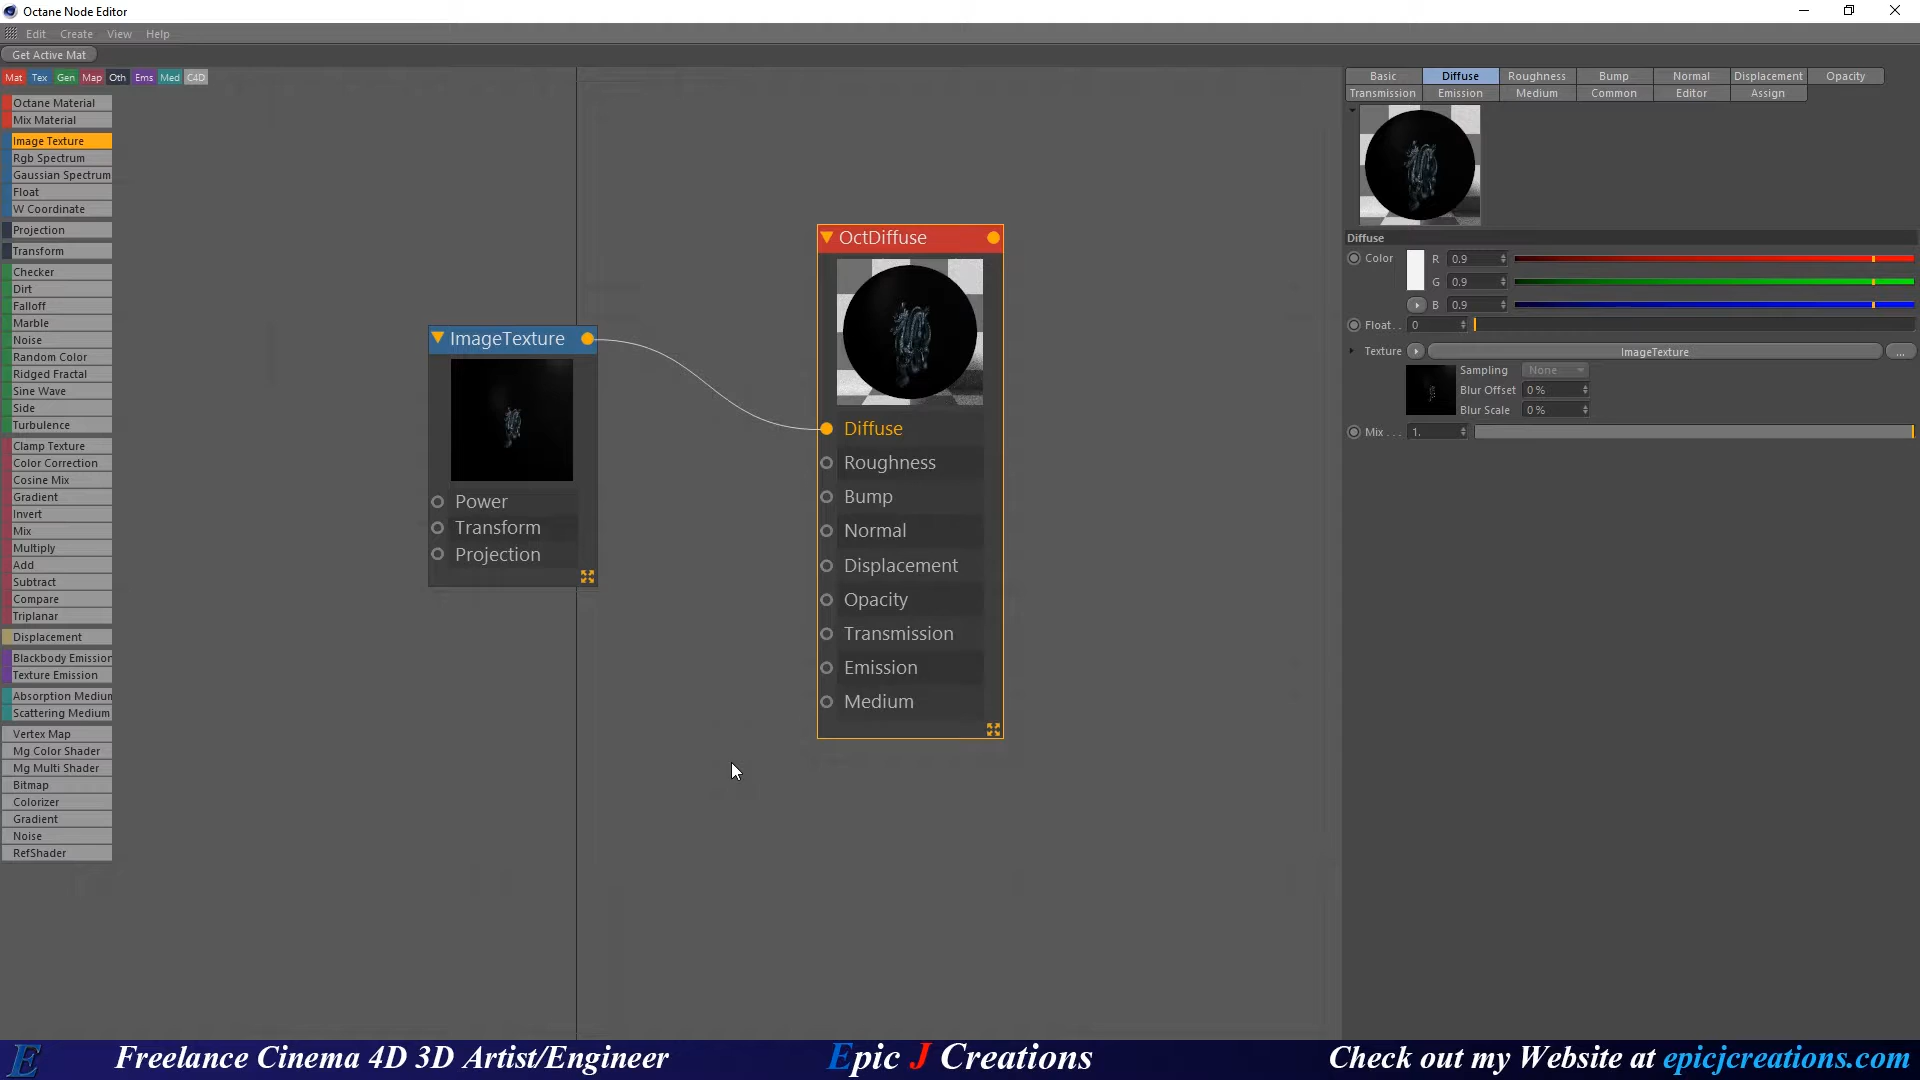 Octane Node Editor
Edit Create View Help
Get Active Mat
Mat Tex Gen Map Oth Ems Med C4D
Octane Material
Mix Material
Image Texture
Rgb Spectrum
Gaussian Spectrum
Float
W Coordinate
Projection
Transform
Checker
Dirt
Falloff
Marble
Noise
Random Color
Ridged Fractal
Sine Wave
Side
Turbulence
Clamp Texture
Color Correction
Cosine Mix
Gradient
Invert
Mix
Multiply
Add
Subtract
Compare
Triplanar
Displacement
Blackbody Emission
Texture Emission
Absorption Medium
Scattering Medium
Vertex Map
Mg Color Shader
Mg Multi Shader
Bitmap
Colorizer
Gradient
Noise
RefShader
ImageTexture
Power
Transform
Projection
OctDiffuse
Diffuse
Roughness
Bump
Normal
Displacement
Opacity
Transmission
Emission
Medium
Basic Diffuse Roughness Bump Normal Displacement Opacity
Transmission Emission Medium Common Editor Assign
Diffuse
Color R 0.9
G 0.9
B 0.9
Float . . 0
Texture ImageTexture ...
Sampling None
Blur Offset 0 %
Blur Scale 0 %
Mix . . . 1.
E Freelance Cinema 4D 3D Artist/Engineer Epic J Creations Check out my Website at epicjcreations.com